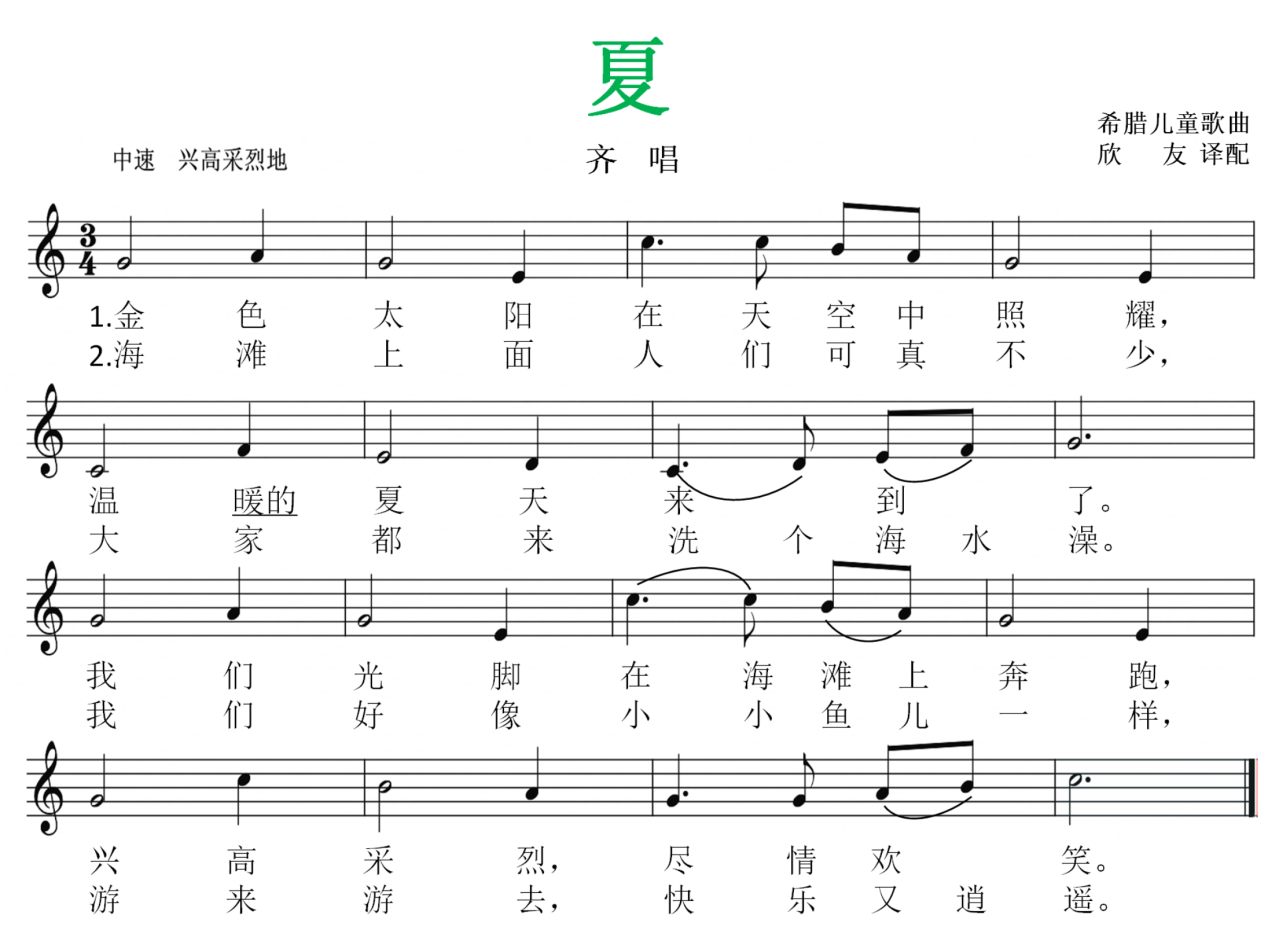 夏
希腊儿童歌曲
中速 兴高采烈地
齐 唱
欣 友 译配
3
4
1.金 色 太 阳 在 天 空 中 照 耀,
2.海 滩 上 面 人 们 可 真 不 少,
温 暖的 夏 天 来 到 了。
大 家 都 来 洗 个 海 水 澡。
我 们 光 脚 在 海 滩 上 奔 跑,
我 们 好 像 小 小 鱼 儿 一 样,
兴 高 采 烈, 尽 情 欢 笑。
游 来 游 去, 快 乐 又 逍 遥。